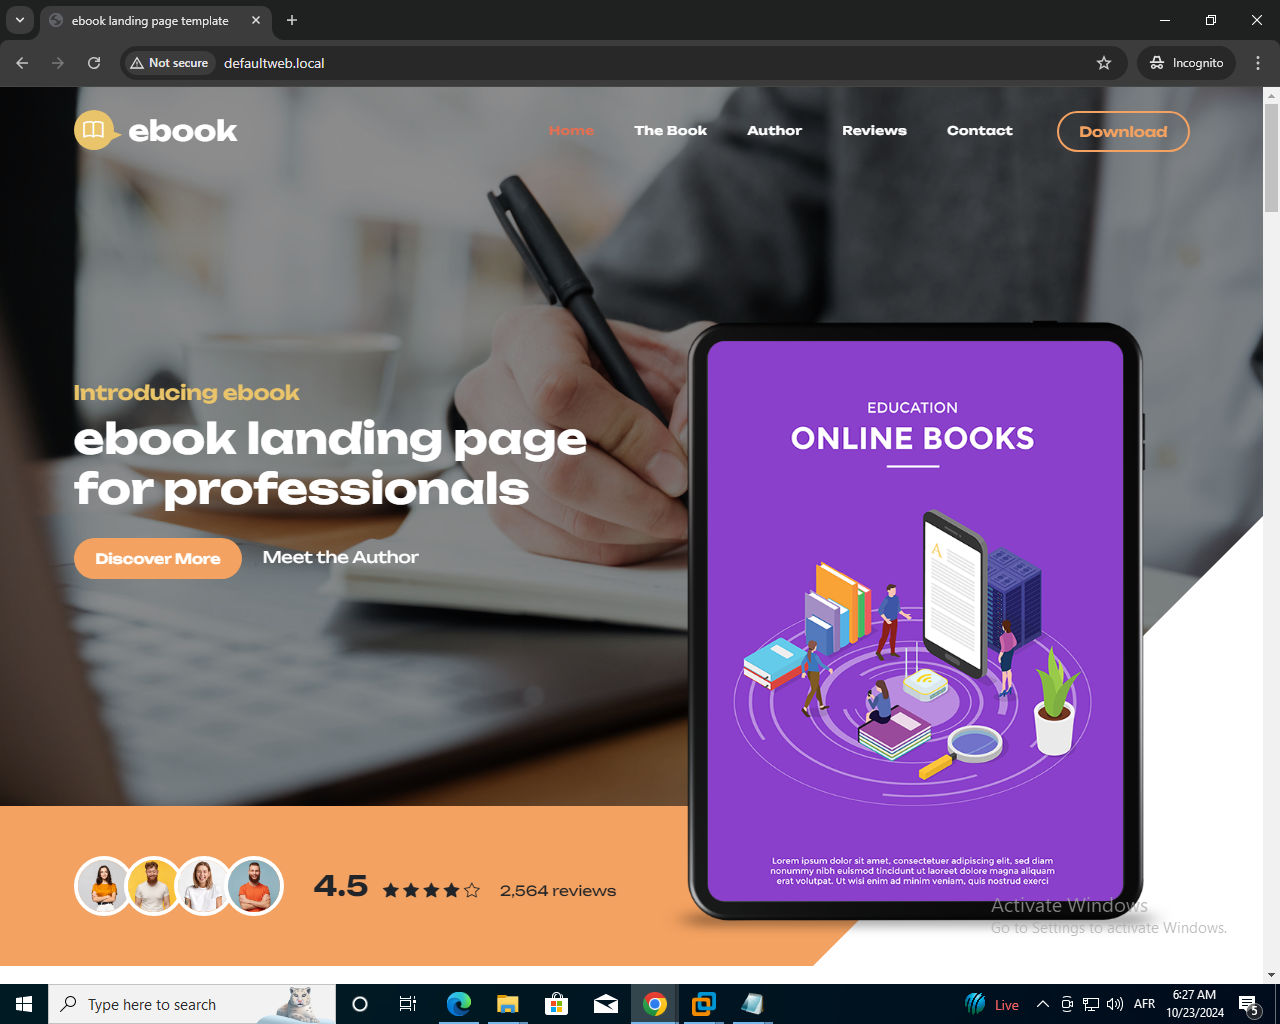 ebook landing page template
Not secure
defaultweb.local
Incognito
ebook
Home
The Book
Author
Reviews
Contact
Download
Introducing ebook
ebook landing page
for professionals
Discover More
Meet the Author
EDUCATION
ONLINE BOOKS
A
Lorem ipsum dolor sit amet, consectetuer adipiscing elit, sed diam
nonummy nibh euismod tincidunt ut laoreet dolore magna aliquam
erat volutpat. Ut wisi enim ad minim veniam, quis nostrud exerci
4.5
2,564 reviews
Activate Windows
Go to Settings to activate Windows.
Type here to search
Live
AFR
6:27 AM
10/23/2024
5